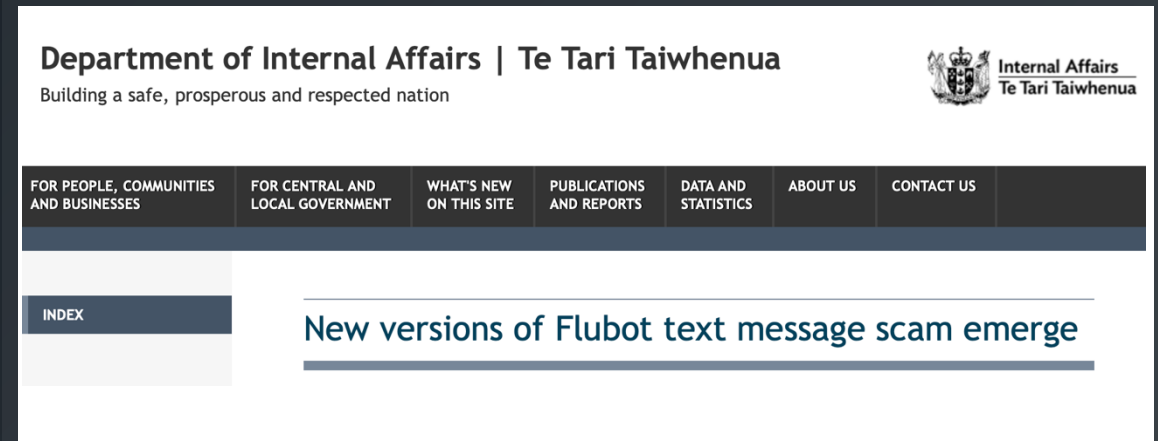 Department of Internal Affairs | Te Tari Taiwhenua
Building a safe, prosperous and respected nation
Internal Affairs
Te Tari Taiwhenua
FOR PEOPLE, COMMUNITIES
AND BUSINESSES
FOR CENTRAL AND
LOCAL GOVERNMENT
WHAT'S NEW
ON THIS SITE
PUBLICATIONS
AND REPORTS
DATA AND
STATISTICS
ABOUT US
CONTACT US
INDEX
New versions of Flubot text message scam emerge